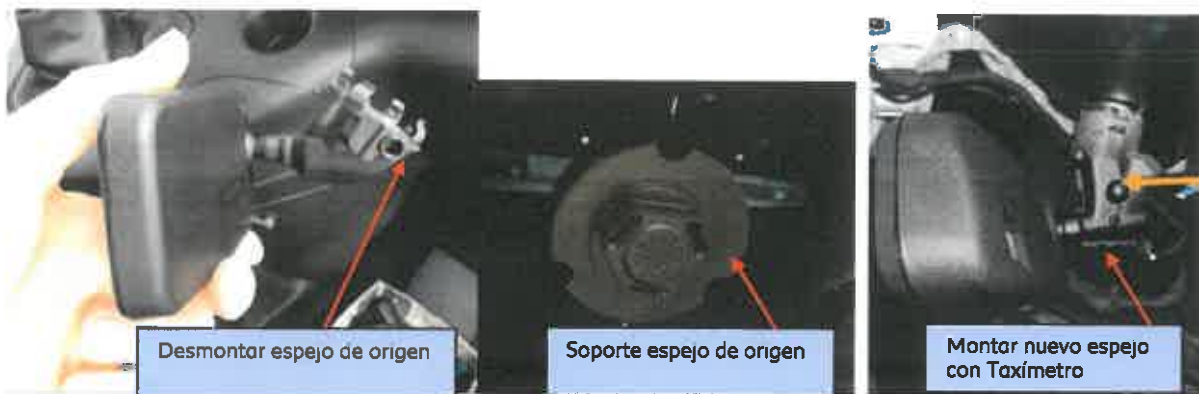 Desmontar espejo de origen
Soporte espejo de origen
Montar nuevo espejo
con Taxímetro